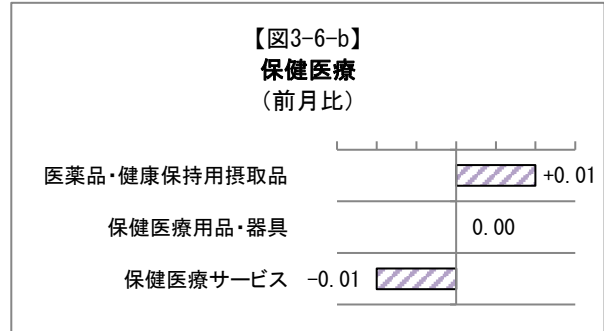 【図3-6-b】
保健医療
（前月比）
医薬品・健康保持用摂取品 +0.01
保健医療用品・器具 0.00
保健医療サービス -0.01